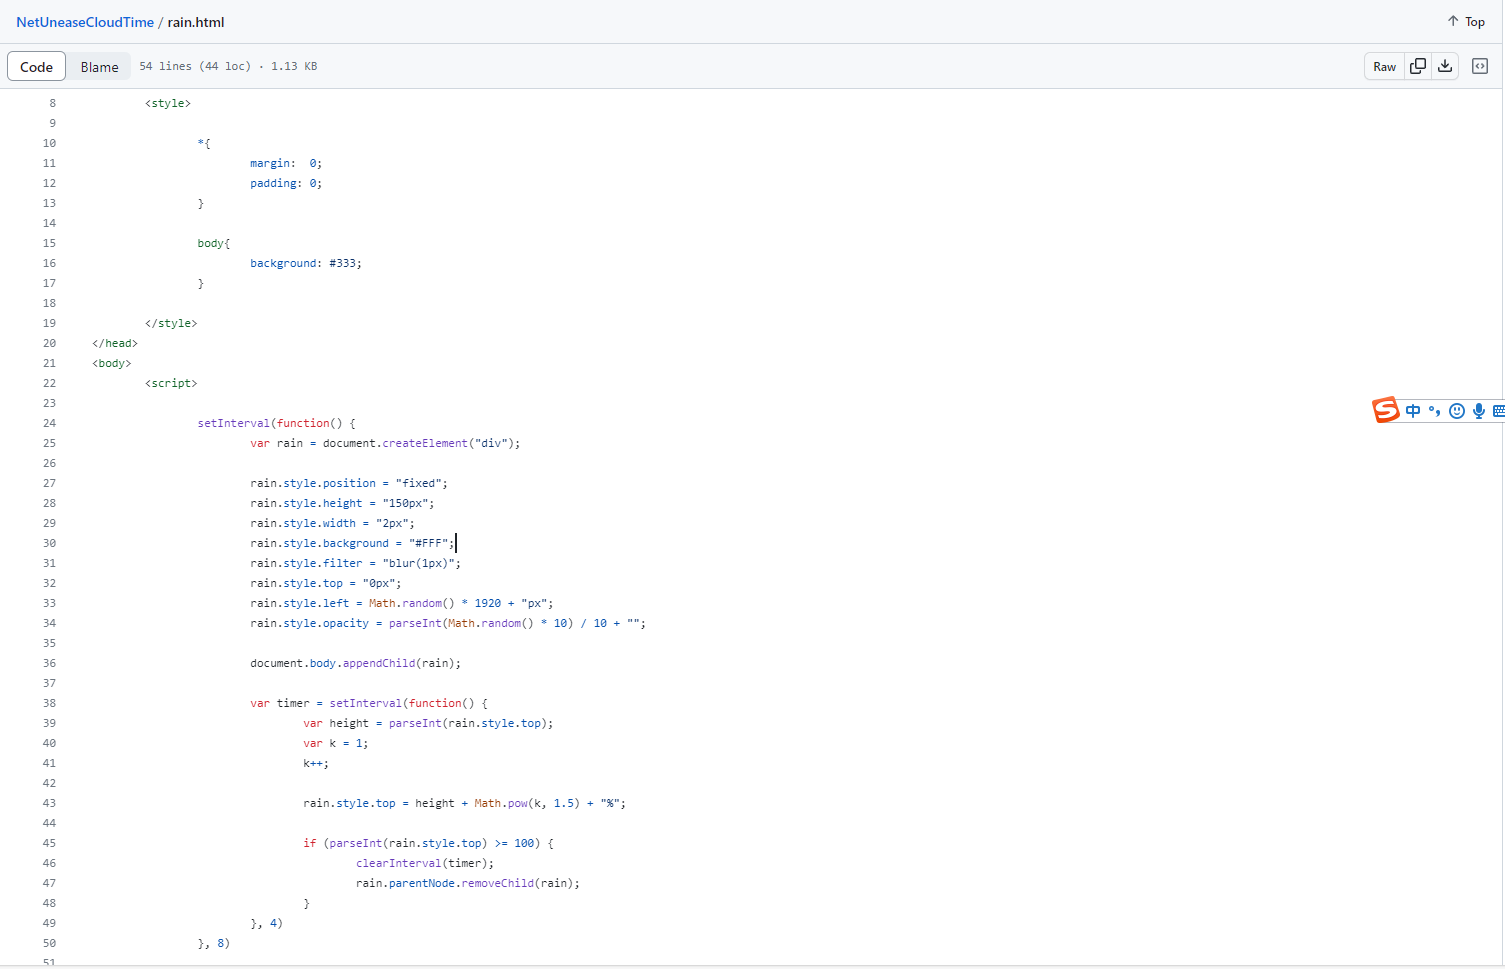 NetUneaseCloudTime / rain.html
Top
Code Blame 54 lines (44 loc) · 1.13 KB
Raw
8 <style>
9
10 *{
11 margin:  0;
12 padding: 0;
13 }
14
15 body{
16 background: #333;
17 }
18
19 </style>
20 </head>
21 <body>
22 <script>
23
24 setInterval(function() {
25 var rain = document.createElement("div");
26
27 rain.style.position = "fixed";
28 rain.style.height = "150px";
29 rain.style.width = "2px";
30 rain.style.background = "#FFF";
31 rain.style.filter = "blur(1px)";
32 rain.style.top = "0px";
33 rain.style.left = Math.random() * 1920 + "px";
34 rain.style.opacity = parseInt(Math.random() * 10) / 10 + "";
35
36 document.body.appendChild(rain);
37
38 var timer = setInterval(function() {
39 var height = parseInt(rain.style.top);
40 var k = 1;
41 k++;
42
43 rain.style.top = height + Math.pow(k, 1.5) + "%";
44
45 if (parseInt(rain.style.top) >= 100) {
46 clearInterval(timer);
47 rain.parentNode.removeChild(rain);
48 }
49 }, 4)
50 }, 8)
51
S 中 °,